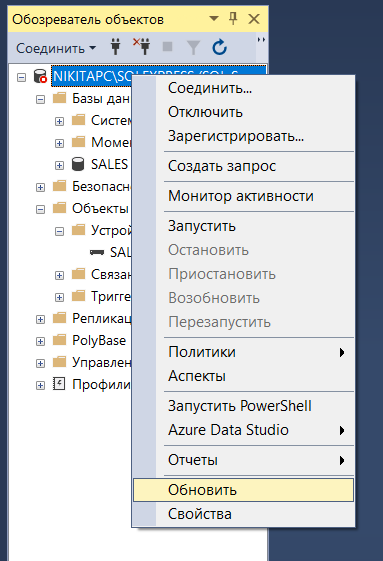 Обозреватель объектов
Соединить
NIKITAPC\SQLEXPRESS (SQL S
Базы дан
Систем
Момен
SALES
Безопасно
Объекты
Устрой
SAL
Связан
Тригге
Репликац
PolyBase
Управлен
Профили
Соединить...
Отключить
Зарегистрировать...
Создать запрос
Монитор активности
Запустить
Остановить
Приостановить
Возобновить
Перезапустить
Политики
Аспекты
Запустить PowerShell
Azure Data Studio
Отчеты
Обновить
Свойства